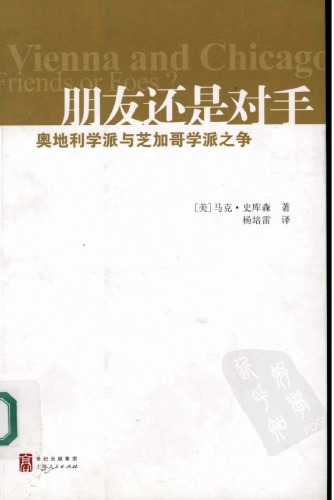 Vienna and Chicago
Friends or Foes?
朋友还是对手
奥地利学派与芝加哥学派之争
[美]马克·史库森 著
杨培雷 译
世纪出版集团
上海人民出版社